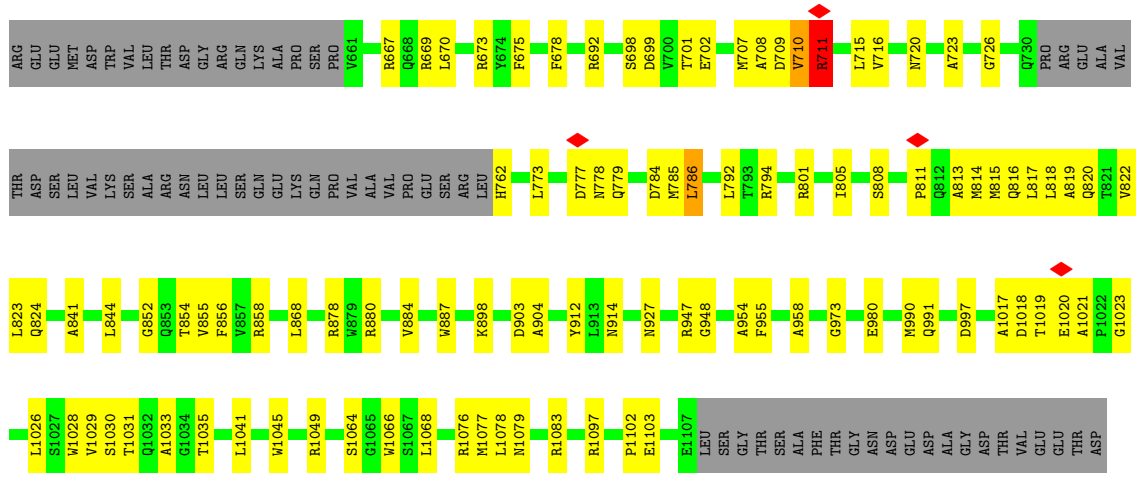 ARG GLU GLU MET ASP TRP VAL LEU THR ASP GLY ARG GLN LYS ALA PRO SER PRO V661 R667 Q668 R669 L670 R673 Y674 F675 F678 R692 S698 D699 V700 T701 E702 M707 A708 D709 V710 R711 L715 V716 N720 A723 G726 Q730 PRO ARG GLU ALA VAL
THR ASP SER LEU VAL LYS SER ALA ARG ASN LEU LEU SER GLN GLU LYS GLN PRO VAL ALA VAL PRO GLU SER ARG LEU H762 L773 D777 N778 Q779 D784 M785 L786 L792 T793 R794 R801 I805 S808 P811 Q812 A813 M814 M815 Q816 L817 L818 A819 Q820 T821 V822
L823 Q824 A841 L844 G852 Q853 T854 V855 F856 V857 R858 L868 R878 W879 R880 V884 W887 K898 D903 A904 Y912 L913 N914 N927 R947 G948 A954 F955 A958 G973 E980 M990 Q991 D997 A1017 D1018 T1019 E1020 A1021 P1022 G1023
L1026 S1027 W1028 V1029 S1030 T1031 Q1032 A1033 G1034 T1035 L1041 W1045 R1049 S1064 G1065 W1066 S1067 L1068 R1076 M1077 L1078 N1079 R1083 R1097 P1102 E1103 E1107 LEU SER GLY THR SER ALA PHE THR GLY ASN ASP GLU ASP ALA GLY ASP THR VAL GLU GLU THR ASP